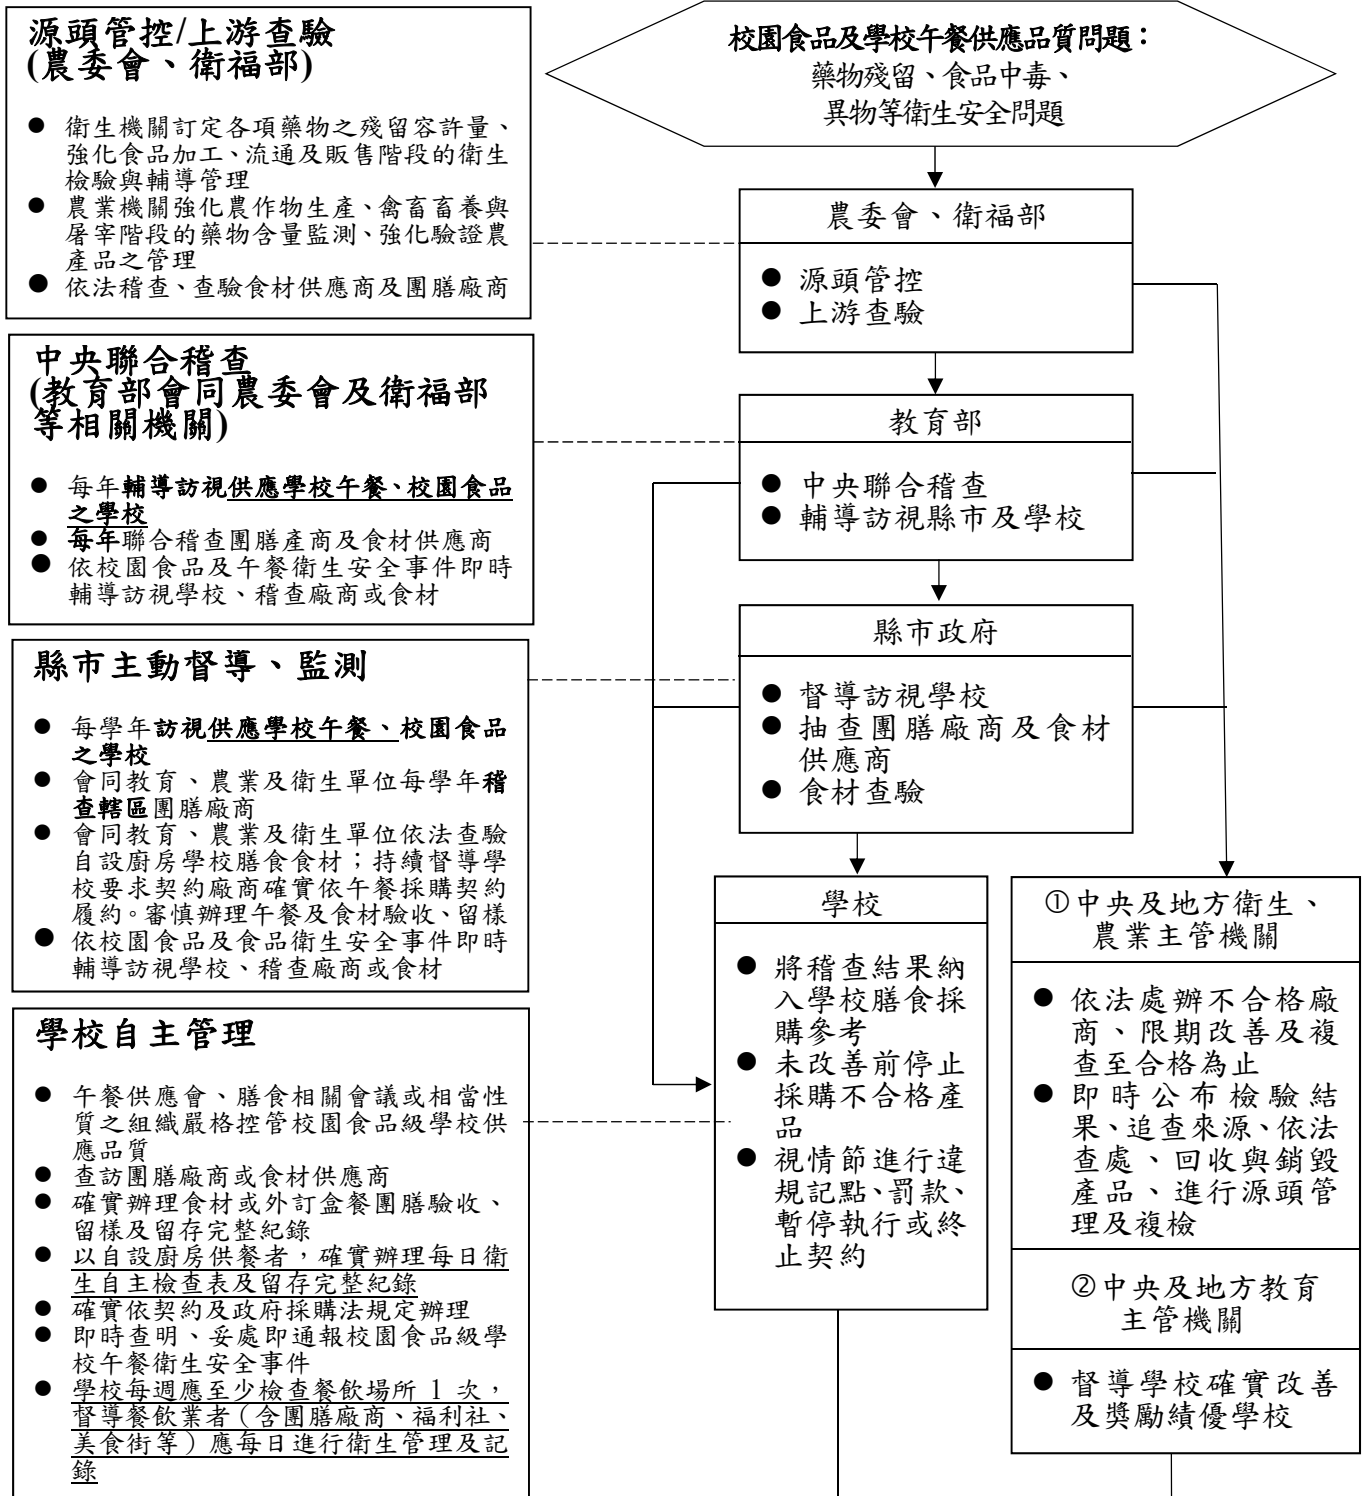 源頭管控/上游查驗
(農委會、衛福部)
● 衛生機關訂定各項藥物之殘留容許量、
強化食品加工、流通及販售階段的衛生
檢驗與輔導管理
● 農業機關強化農作物生產、禽畜畜養與
屠宰階段的藥物含量監測、強化驗證農
產品之管理
● 依法稽查、查驗食材供應商及團膳廠商
中央聯合稽查
(教育部會同農委會及衛福部
等相關機關)
● 每年輔導訪視供應學校午餐、校園食品
之學校
● 每年聯合稽查團膳產商及食材供應商
● 依校園食品及午餐衛生安全事件即時
輔導訪視學校、稽查廠商或食材
縣市主動督導、監測
● 每學年訪視供應學校午餐、校園食品
之學校
● 會同教育、農業及衛生單位每學年稽
查轄區團膳廠商
● 會同教育、農業及衛生單位依法查驗
自設廚房學校膳食食材；持續督導學
校要求契約廠商確實依午餐採購契約
履約。審慎辦理午餐及食材驗收、留樣
● 依校園食品及食品衛生安全事件即時
輔導訪視學校、稽查廠商或食材
學校自主管理
● 午餐供應會、膳食相關會議或相當性
質之組織嚴格控管校園食品級學校供
應品質
● 查訪團膳廠商或食材供應商
● 確實辦理食材或外訂盒餐團膳驗收、
留樣及留存完整紀錄
● 以自設廚房供餐者，確實辦理每日衛
生自主檢查表及留存完整紀錄
● 確實依契約及政府採購法規定辦理
● 即時查明、妥處即通報校園食品級學
校午餐衛生安全事件
● 學校每週應至少檢查餐飲場所 1 次，
督導餐飲業者（含團膳廠商、福利社、
美食街等）應每日進行衛生管理及記
錄
校園食品及學校午餐供應品質問題：
藥物殘留、食品中毒、
異物等衛生安全問題
農委會、衛福部
● 源頭管控
● 上游查驗
教育部
● 中央聯合稽查
● 輔導訪視縣市及學校
縣市政府
● 督導訪視學校
● 抽查團膳廠商及食材
供應商
● 食材查驗
學校
● 將稽查結果納
入學校膳食採
購參考
● 未改善前停止
採購不合格產
品
● 視情節進行違
規記點、罰款、
暫停執行或終
止契約
①中央及地方衛生、
農業主管機關
● 依法處辦不合格廠
商、限期改善及複
查至合格為止
● 即時公布檢驗結
果、追查來源、依法
查處、回收與銷毀
產品、進行源頭管
理及複檢
②中央及地方教育
主管機關
● 督導學校確實改善
及獎勵績優學校